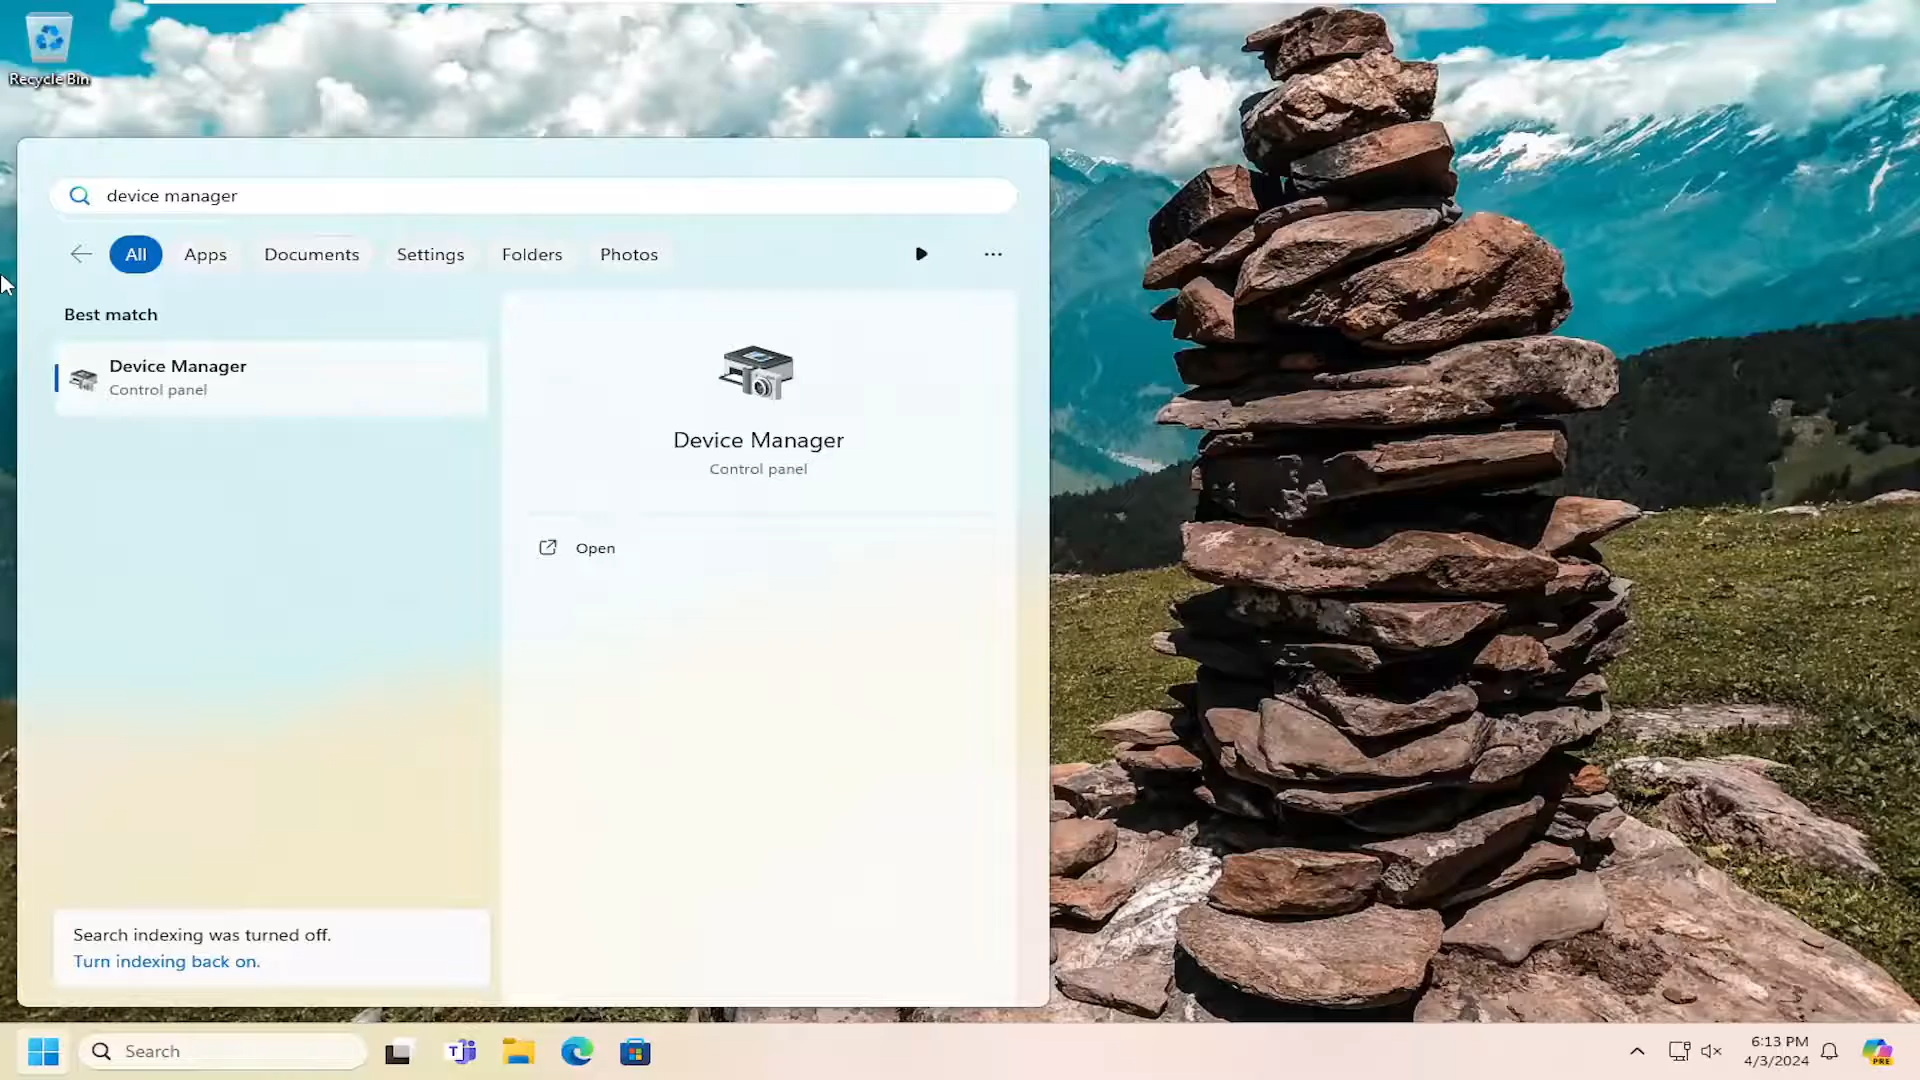 Recycle Bin
device manager
All Apps Documents Settings Folders Photos
Best match
Device Manager
Control panel
Device Manager
Control panel
Open
Search indexing was turned off.
Turn indexing back on.
Search
6:13 PM
4/3/2024
PRE